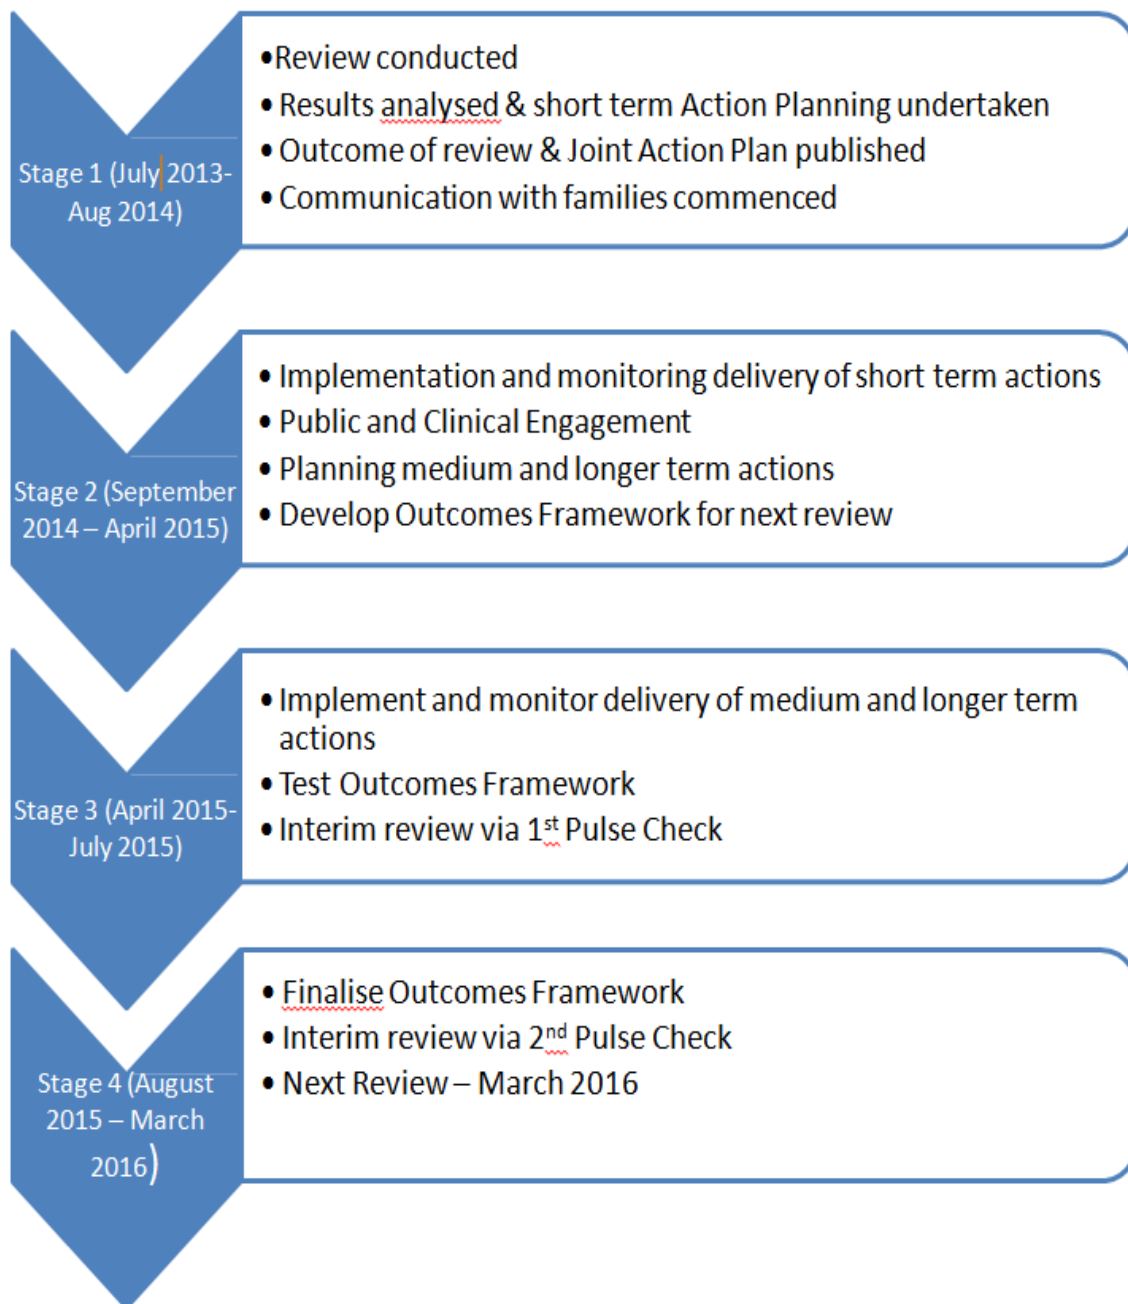 Stage 1 (July 2013-
Aug 2014)
•Review conducted
• Results analysed & short term Action Planning undertaken
• Outcome of review & Joint Action Plan published
• Communication with families commenced
Stage 2 (September
2014 – April 2015)
• Implementation and monitoring delivery of short term actions
• Public and Clinical Engagement
• Planning medium and longer term actions
• Develop Outcomes Framework for next review
Stage 3 (April 2015-
July 2015)
• Implement and monitor delivery of medium and longer term
actions
• Test Outcomes Framework
• Interim review via 1st Pulse Check
Stage 4 (August
2015 – March
2016)
• Finalise Outcomes Framework
• Interim review via 2nd Pulse Check
• Next Review – March 2016